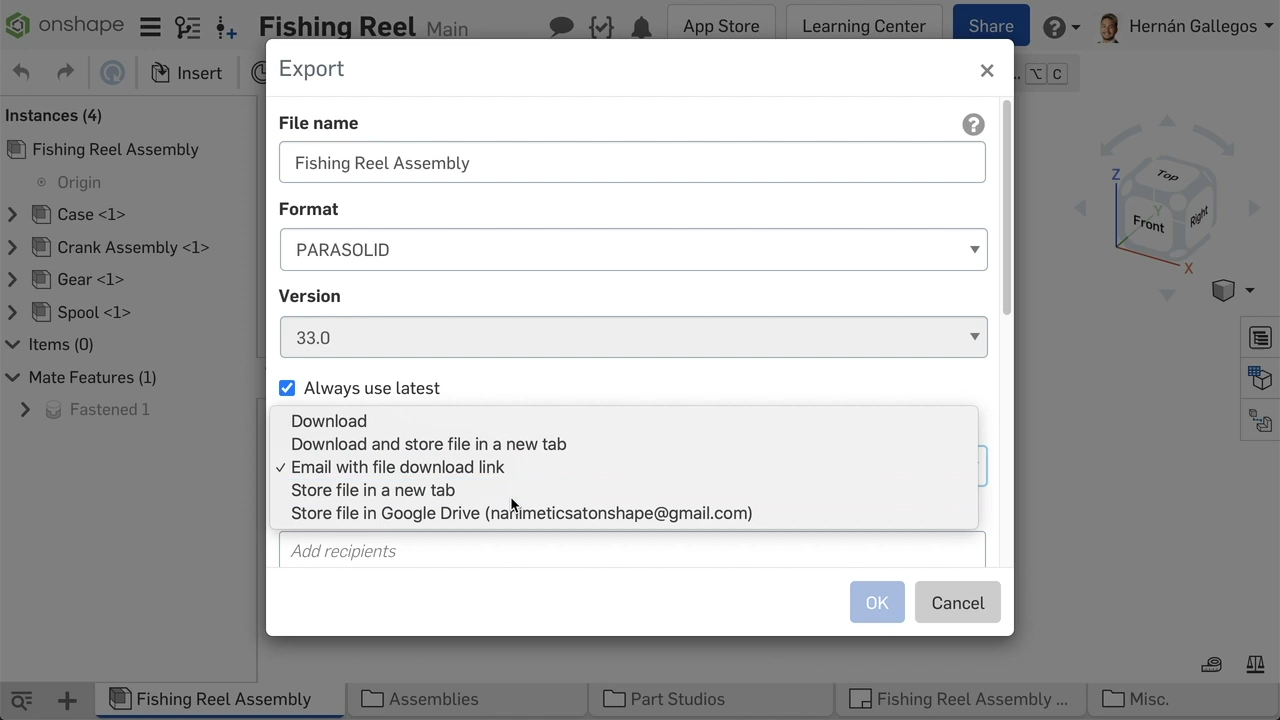 onshape
Fishing Reel Main
App Store
Learning Center
Share
Hernán Gallegos
Insert
⌥ C
Export
Instances (4)
Fishing Reel Assembly
Origin
Case <1>
Crank Assembly <1>
Gear <1>
Spool <1>
Items (0)
Mate Features (1)
Fastened 1
File name
Fishing Reel Assembly
Format
PARASOLID
Version
33.0
Always use latest
Download
Download and store file in a new tab
Email with file download link
Store file in a new tab
Store file in Google Drive (nanimeticsatonshape@gmail.com)
Add recipients
OK
Cancel
Top
Front
Right
Z
Y
X
Fishing Reel Assembly
Assemblies
Part Studios
Fishing Reel Assembly ...
Misc.